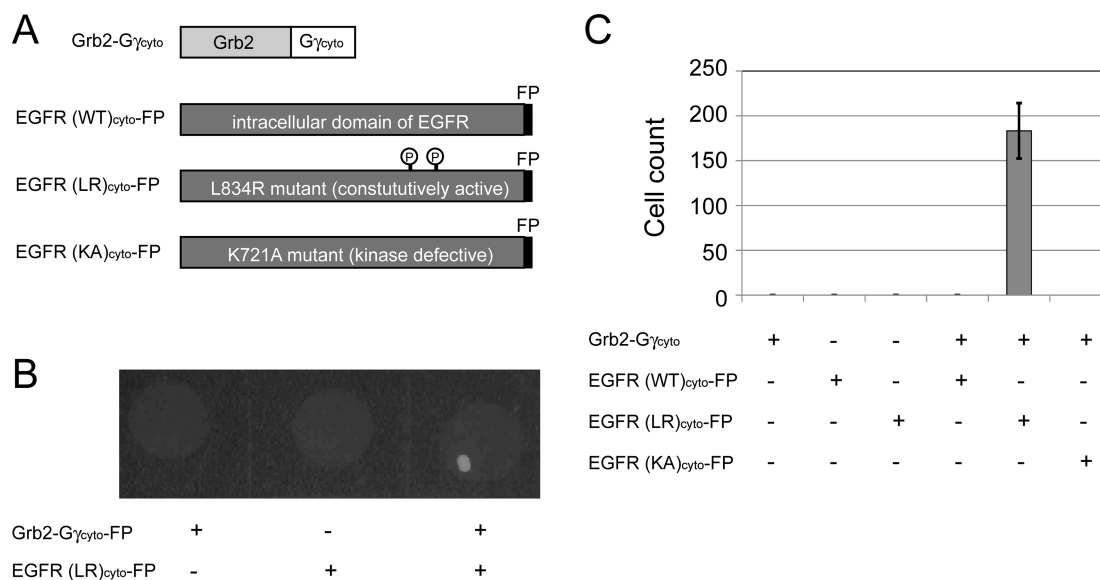 A
Grb2-Gγcyto
Grb2
Gγcyto
FP
EGFR (WT)cyto-FP
intracellular domain of EGFR
P P
FP
EGFR (LR)cyto-FP
L834R mutant (constututively active)
FP
EGFR (KA)cyto-FP
K721A mutant (kinase defective)
B
Grb2-Gγcyto-FP + - +
EGFR (LR)cyto-FP - + +
C
Cell count
250
200
150
100
50
0
Grb2-Gγcyto + - - + + +
EGFR (WT)cyto-FP - + - + - -
EGFR (LR)cyto-FP - - + - + -
EGFR (KA)cyto-FP - - - - - +